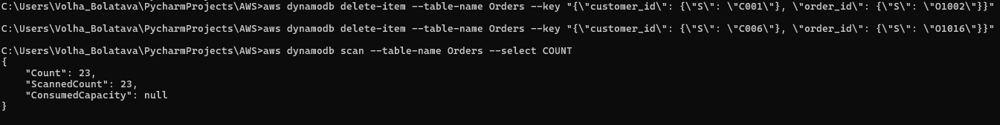 C:\Users\Volha_Bolatava\PycharmProjects\AWS>aws dynamodb delete-item --table-name Orders --key "{\"customer_id\": {\"S\": \"C001\"}, \"order_id\": {\"S\": \"O1002\"}}"
C:\Users\Volha_Bolatava\PycharmProjects\AWS>aws dynamodb delete-item --table-name Orders --key "{\"customer_id\": {\"S\": \"C006\"}, \"order_id\": {\"S\": \"O1016\"}}"
C:\Users\Volha_Bolatava\PycharmProjects\AWS>aws dynamodb scan --table-name Orders --select COUNT
{
    "Count": 23,
    "ScannedCount": 23,
    "ConsumedCapacity": null
}